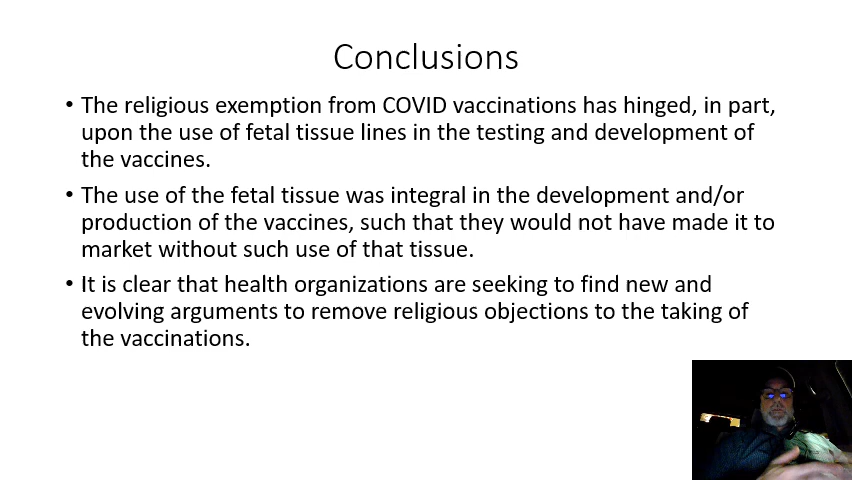 Conclusions
• The religious exemption from COVID vaccinations has hinged, in part,
upon the use of fetal tissue lines in the testing and development of
the vaccines.
• The use of the fetal tissue was integral in the development and/or
production of the vaccines, such that they would not have made it to
market without such use of that tissue.
• It is clear that health organizations are seeking to find new and
evolving arguments to remove religious objections to the taking of
the vaccinations.